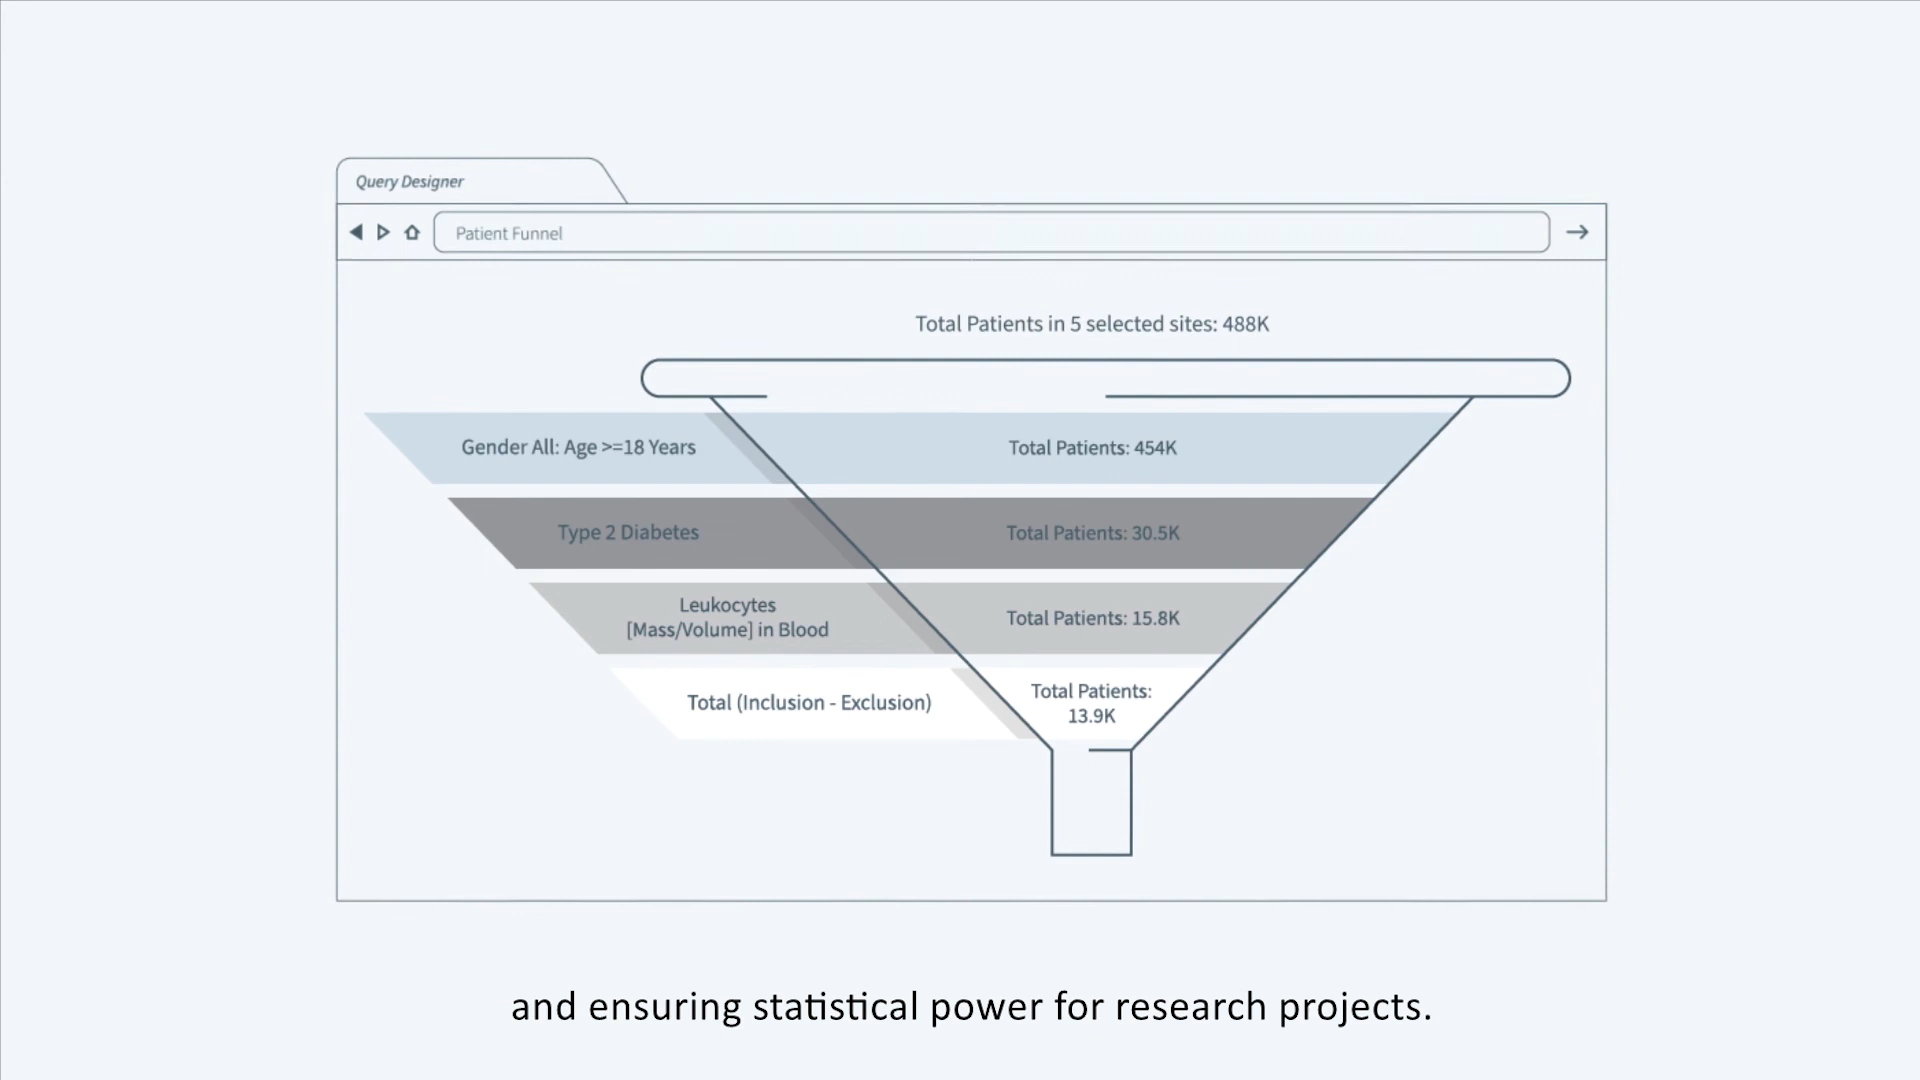 Query Designer
Patient Funnel
Total Patients in 5 selected sites: 488K
Gender All: Age >=18 Years
Total Patients: 454K
Type 2 Diabetes
Total Patients: 30.5K
Leukocytes
[Mass/Volume] in Blood
Total Patients: 15.8K
Total (Inclusion - Exclusion)
Total Patients:
13.9K
and ensuring statistical power for research projects.